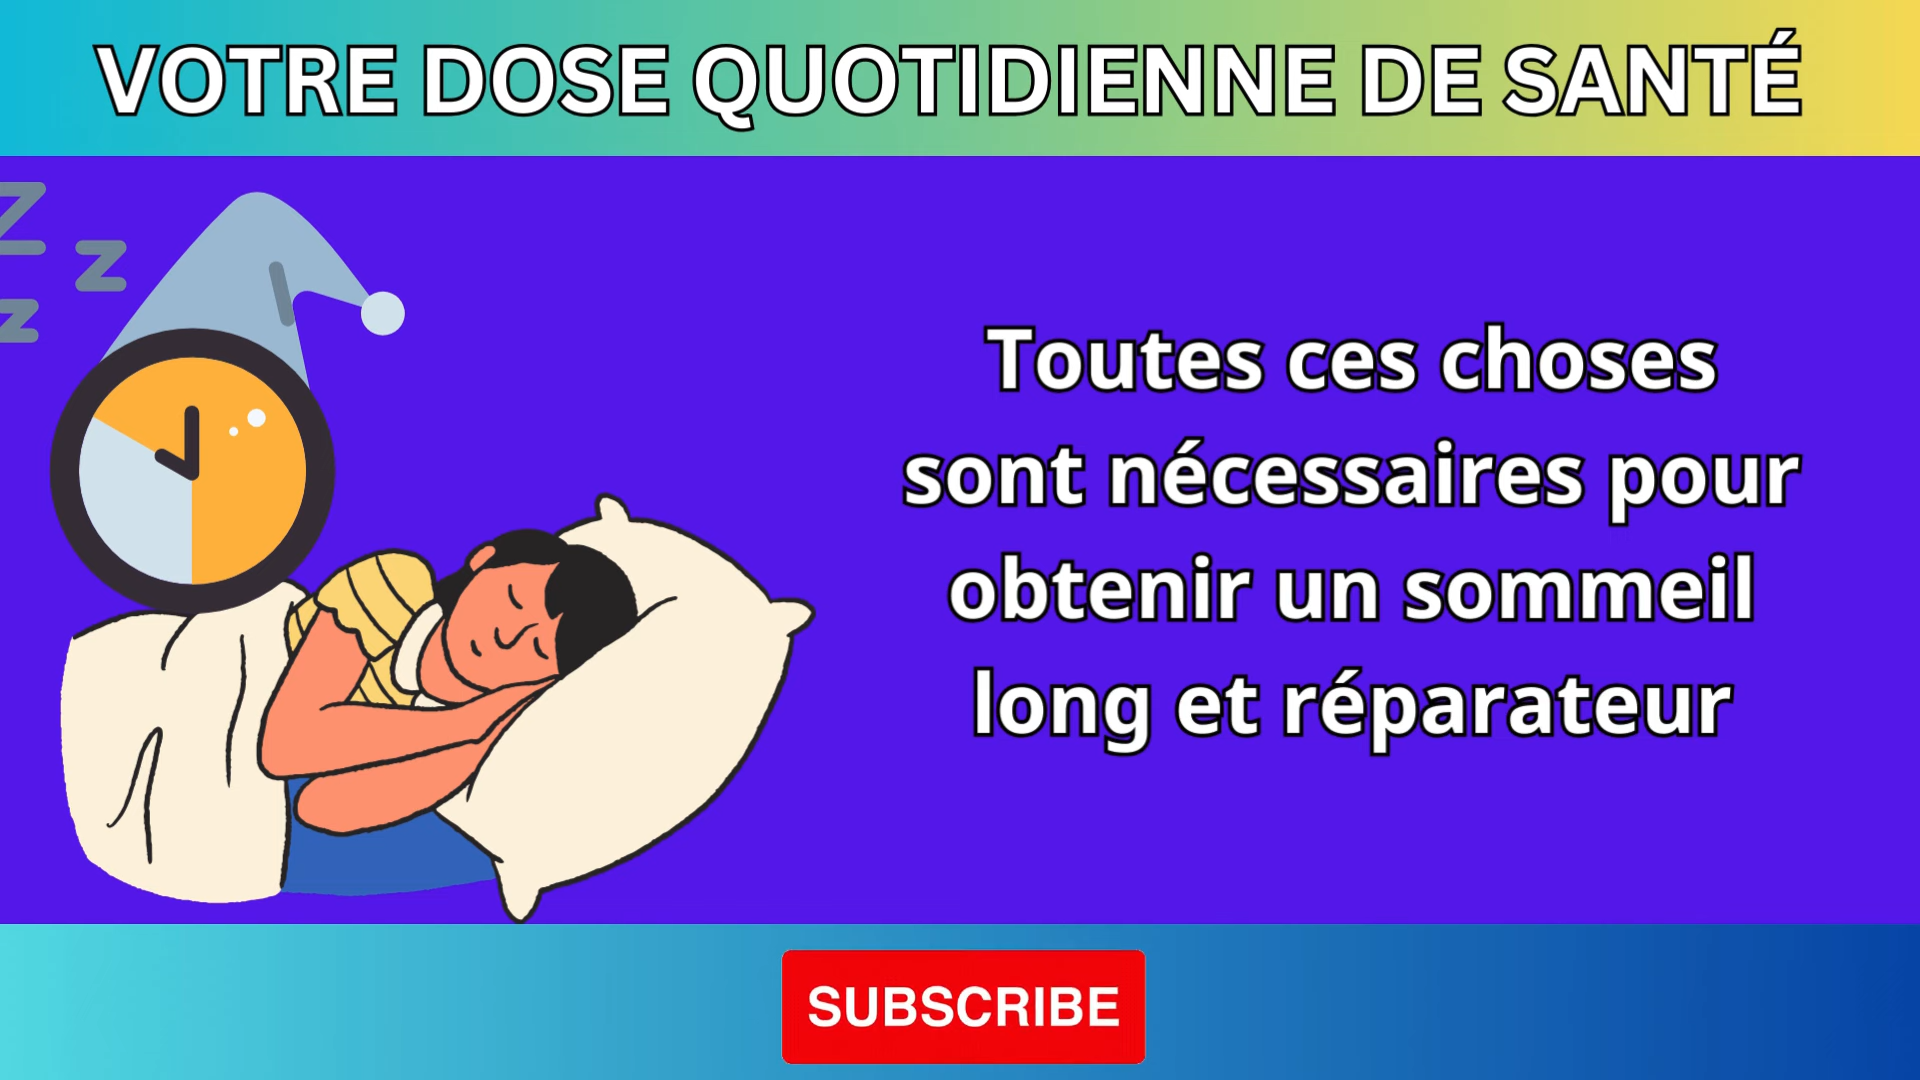 VOTRE DOSE QUOTIDIENNE DE SANTÉ
Z
Z
Z
Toutes ces choses
sont nécessaires pour
obtenir un sommeil
long et réparateur
SUBSCRIBE